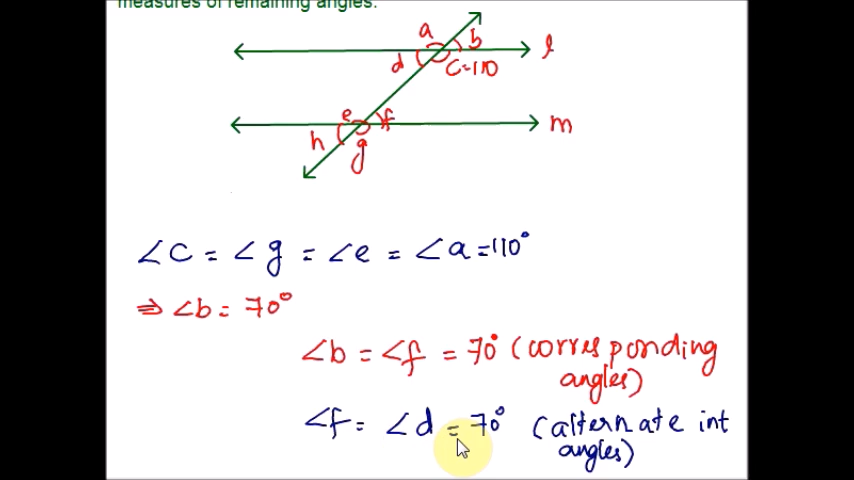 measures of remaining angles.
a
b
l
d
C=110
e
f
m
h
g
∠C = ∠g = ∠e = ∠a = 110°
⇒ ∠b = 70°
∠b = ∠f = 70° (corresponding
angles)
∠f = ∠d = 70° (alternate int
angles)